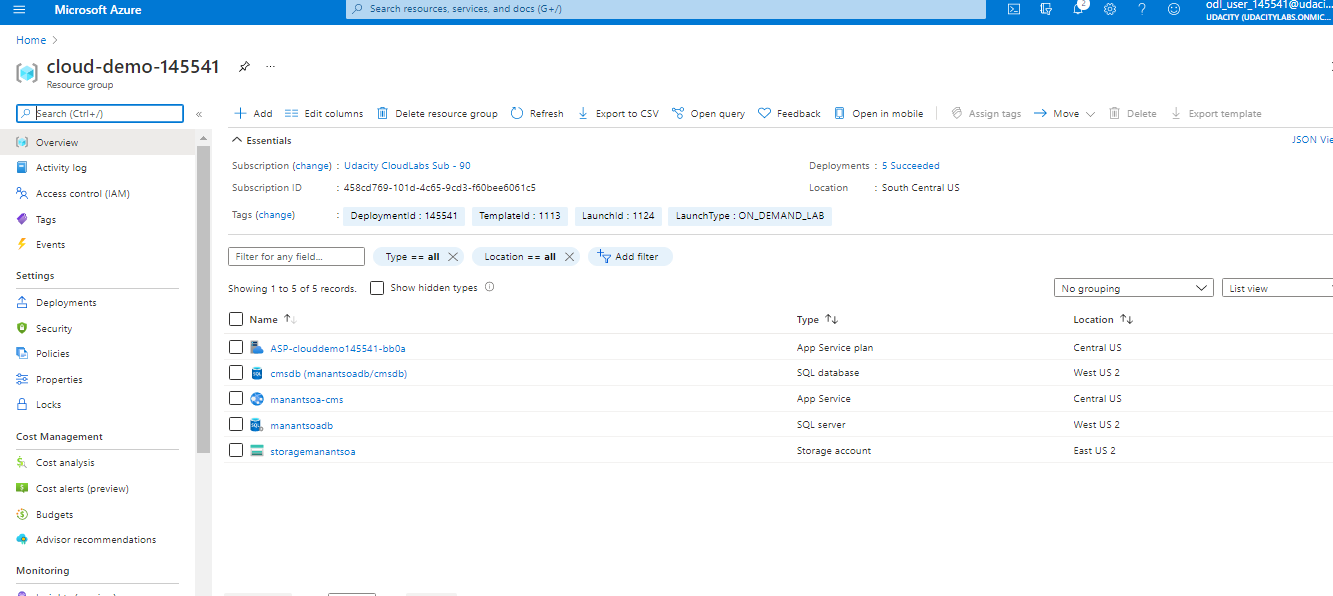 Microsoft Azure
Search resources, services, and docs (G+/)
2
odl_user_145541@udaci...
UDACITY (UDACITYLABS.ONMIC...
Home
cloud-demo-145541
...
Resource group
Search (Ctrl+/)
«
Add
Edit columns
Delete resource group
Refresh
Export to CSV
Open query
Feedback
Open in mobile
Assign tags
Move
Delete
Export template
Overview
Activity log
Access control (IAM)
Tags
Events
Settings
Deployments
Security
Policies
Properties
Locks
Cost Management
Cost analysis
Cost alerts (preview)
Budgets
Advisor recommendations
Monitoring
Essentials
JSON Vie
Subscription (change) : Udacity CloudLabs Sub - 90
Deployments : 5 Succeeded
Subscription ID : 458cd769-101d-4c65-9cd3-f60bee6061c5
Location : South Central US
Tags (change) : DeploymentId : 145541 TemplateId : 1113 LaunchId : 1124 LaunchType : ON_DEMAND_LAB
Filter for any field...
Type == all
Location == all
Add filter
Showing 1 to 5 of 5 records.
Show hidden types
No grouping
List view
Name Type Location
ASP-clouddemo145541-bb0a App Service plan Central US
cmsdb (manantsoadb/cmsdb) SQL database West US 2
manantsoa-cms App Service Central US
manantsoadb SQL server West US 2
storagemanantsoa Storage account East US 2